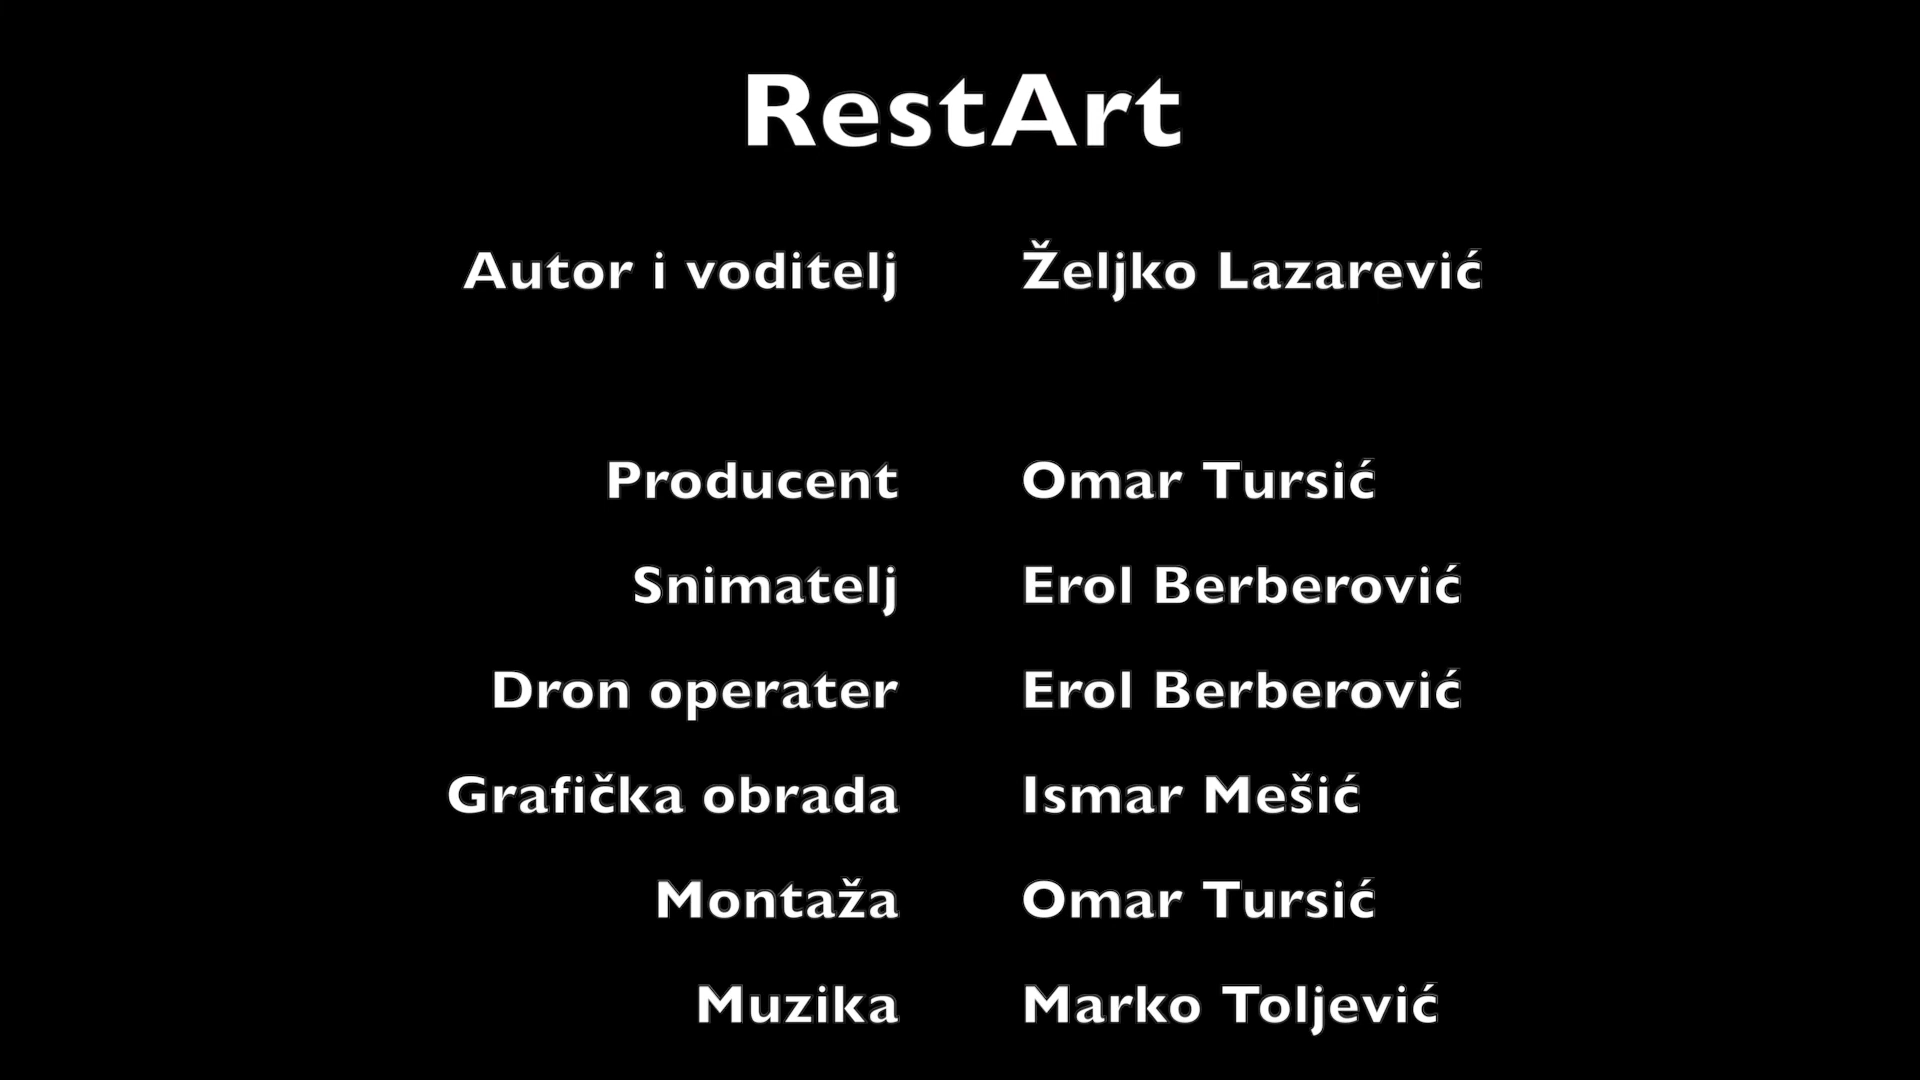 RestArt
Autor i voditelj Željko Lazarević
Producent Omar Tursić
Snimatelj Erol Berberović
Dron operater Erol Berberović
Grafička obrada Ismar Mešić
Montaža Omar Tursić
Muzika Marko Toljević